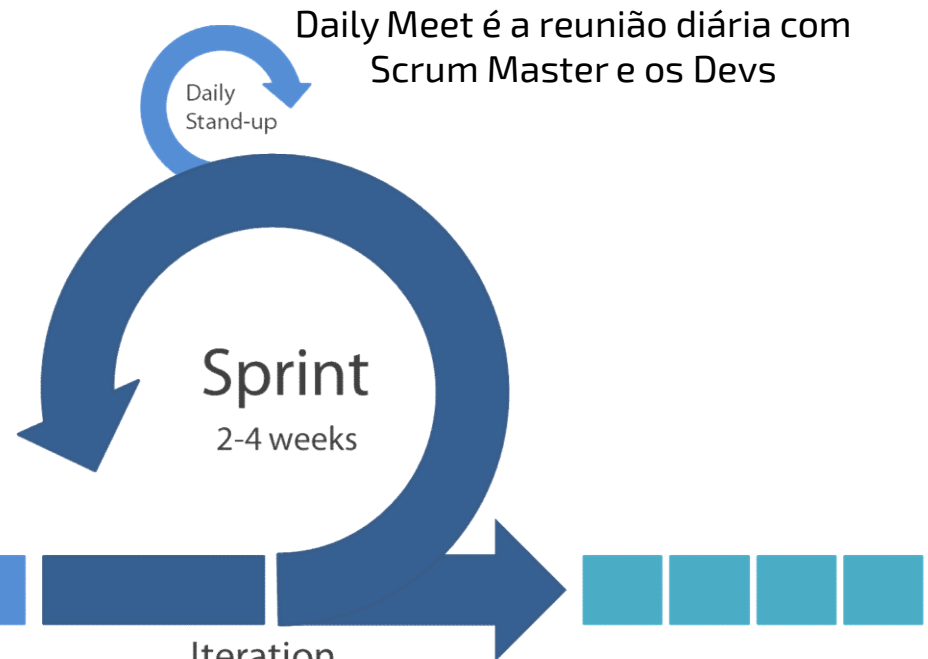 Daily Meet é a reunião diária com
Scrum Master e os Devs
Daily
Stand-up
Sprint
2-4 weeks
Iteration